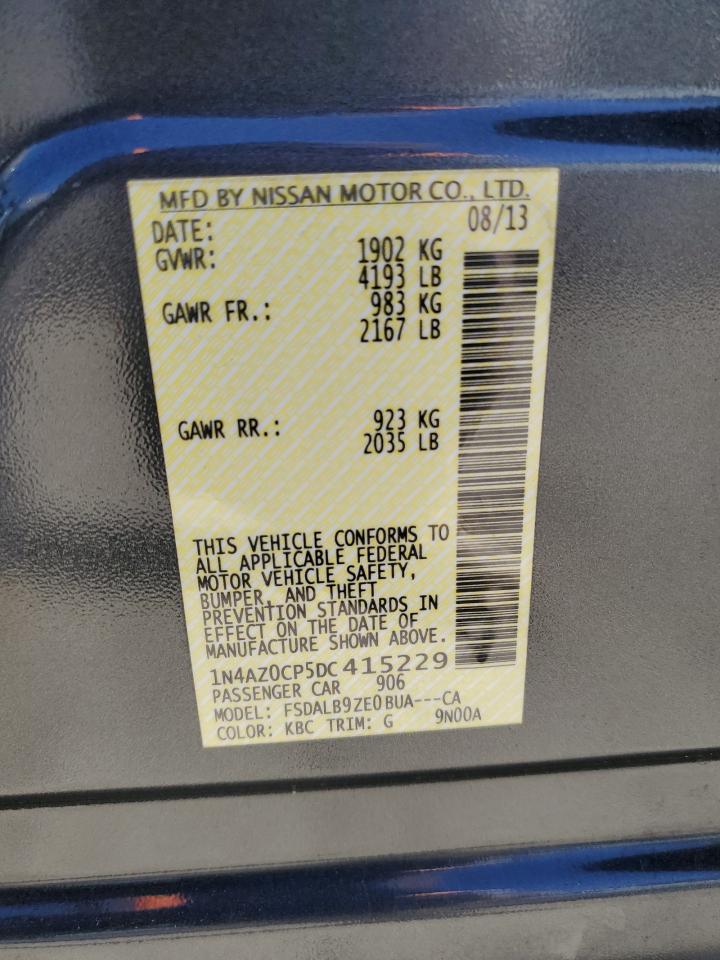 MFD BY NISSAN MOTOR CO., LTD.
DATE: 08/13
GVWR: 1902 KG
4193 LB
GAWR FR.: 983 KG
2167 LB
GAWR RR.: 923 KG
2035 LB
THIS VEHICLE CONFORMS TO
ALL APPLICABLE FEDERAL
MOTOR VEHICLE SAFETY,
BUMPER, AND THEFT
PREVENTION STANDARDS IN
EFFECT ON THE DATE OF
MANUFACTURE SHOWN ABOVE.
1N4AZ0CP5DC415229
PASSENGER CAR 906
MODEL: FSDALB9ZE0BUA---CA
COLOR: KBC TRIM: G 9N00A